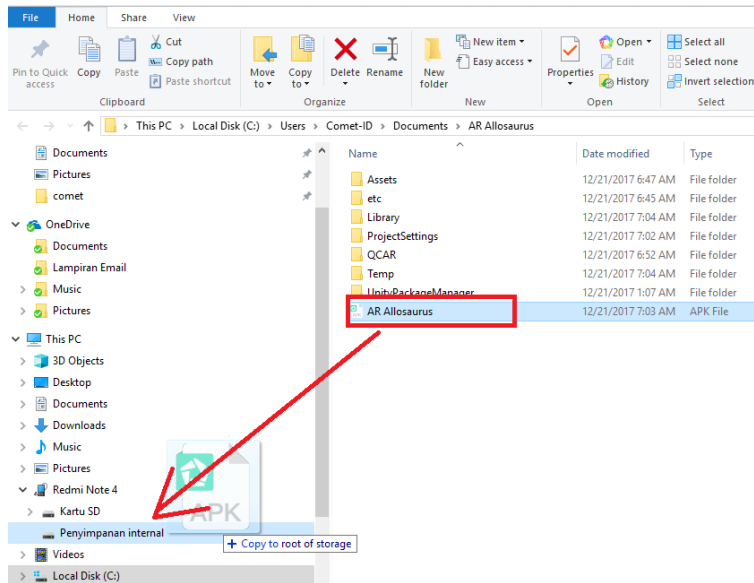 File Home Share View
Pin to Quick access
Copy
Paste
Cut
Copy path
Paste shortcut
Clipboard
Move to
Copy to
Delete
Rename
Organize
New folder
New item
Easy access
New
Properties
Open
Edit
History
Open
Select all
Select none
Invert selection
Select
This PC > Local Disk (C:) > Users > Comet-ID > Documents > AR Allosaurus
Documents
Pictures
comet
OneDrive
Documents
Lampiran Email
Music
Pictures
This PC
3D Objects
Desktop
Documents
Downloads
Music
Pictures
Redmi Note 4
Kartu SD
Penyimpanan internal
Videos
Local Disk (C:)
APK
+ Copy to root of storage
Name Date modified Type
Assets 12/21/2017 6:47 AM File folder
etc 12/21/2017 6:45 AM File folder
Library 12/21/2017 7:04 AM File folder
ProjectSettings 12/21/2017 7:02 AM File folder
QCAR 12/21/2017 6:52 AM File folder
Temp 12/21/2017 7:04 AM File folder
UnityPackageManager 12/21/2017 1:07 AM File folder
AR Allosaurus 12/21/2017 7:03 AM APK File